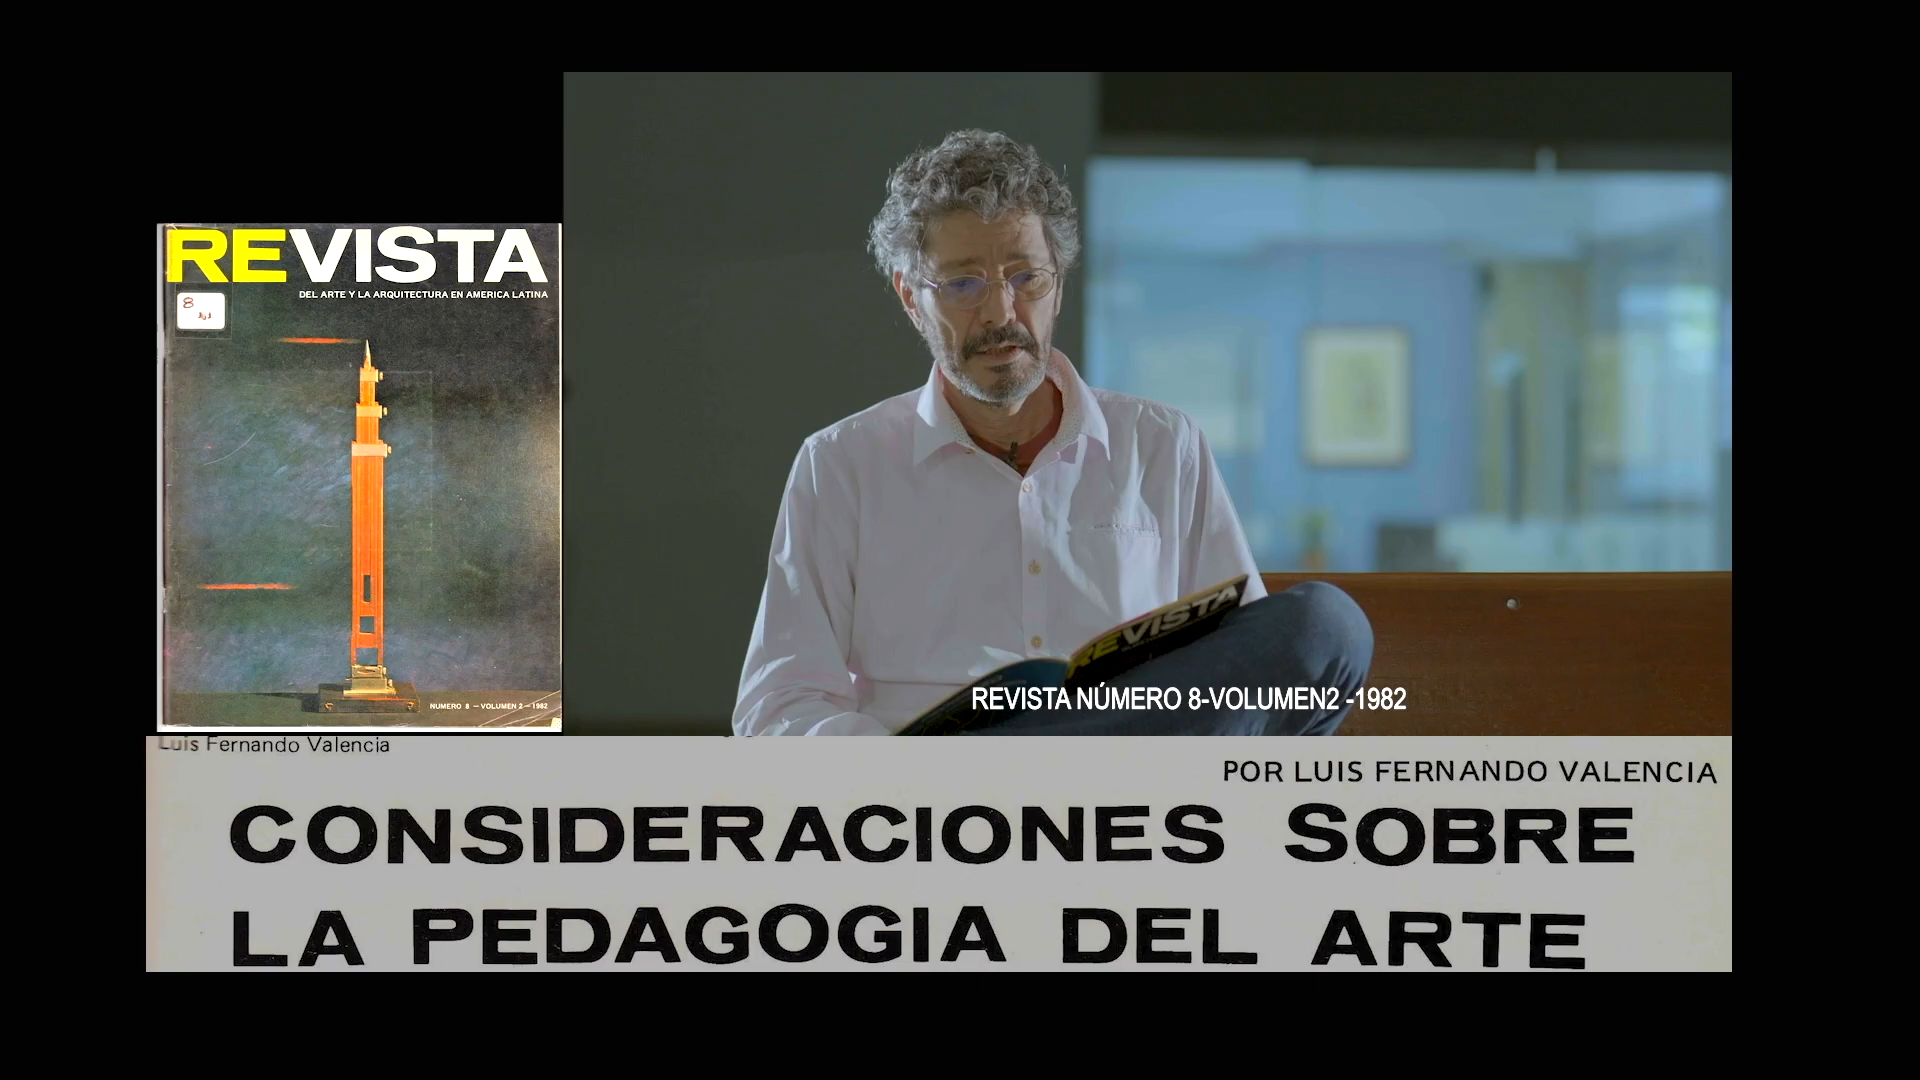 REVISTA
DEL ARTE Y LA ARQUITECTURA EN AMERICA LATINA
8
NUMERO 8 – VOLUMEN 2 – 1982
REVISTA
REVISTA NÚMERO 8-VOLUMEN2 -1982
Luis Fernando Valencia
POR LUIS FERNANDO VALENCIA
CONSIDERACIONES SOBRE
LA PEDAGOGIA DEL ARTE